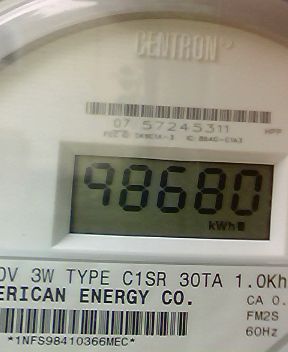 CENTRON
07 57245311
HPP
98680
kWh
0V 3W TYPE C1SR 30TA 1.0Kh
ERICAN ENERGY CO.
CA 0.
FM2S
60Hz
*1NFS98410366MEC*